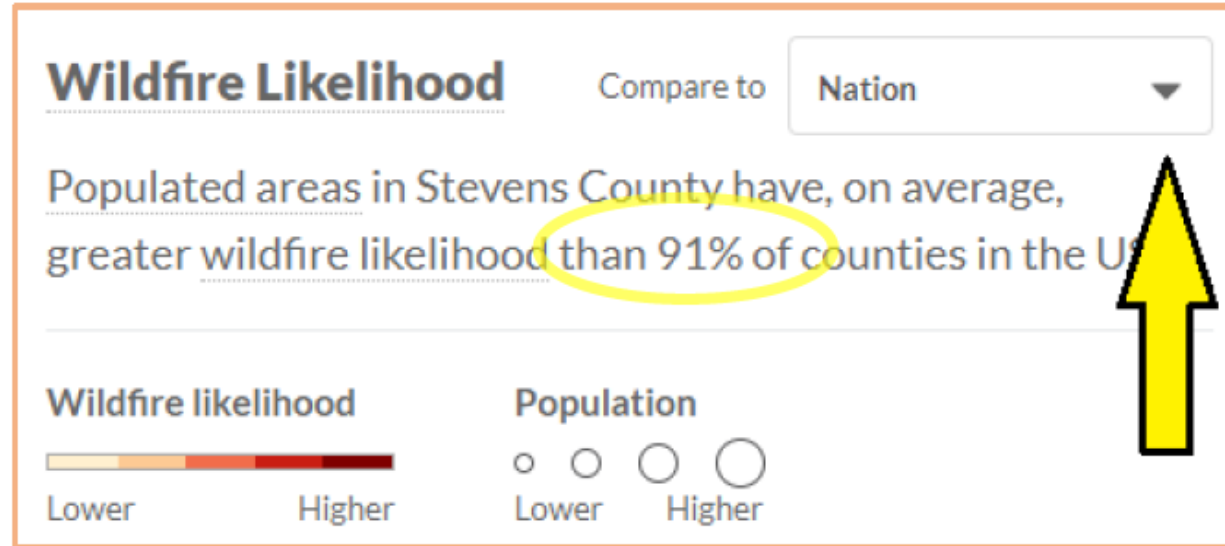 Wildfire Likelihood
Compare to
Nation
Populated areas in Stevens County have, on average,
greater wildfire likelihood than 91% of counties in the
Wildfire likelihood
Population
Lower Higher
Lower Higher